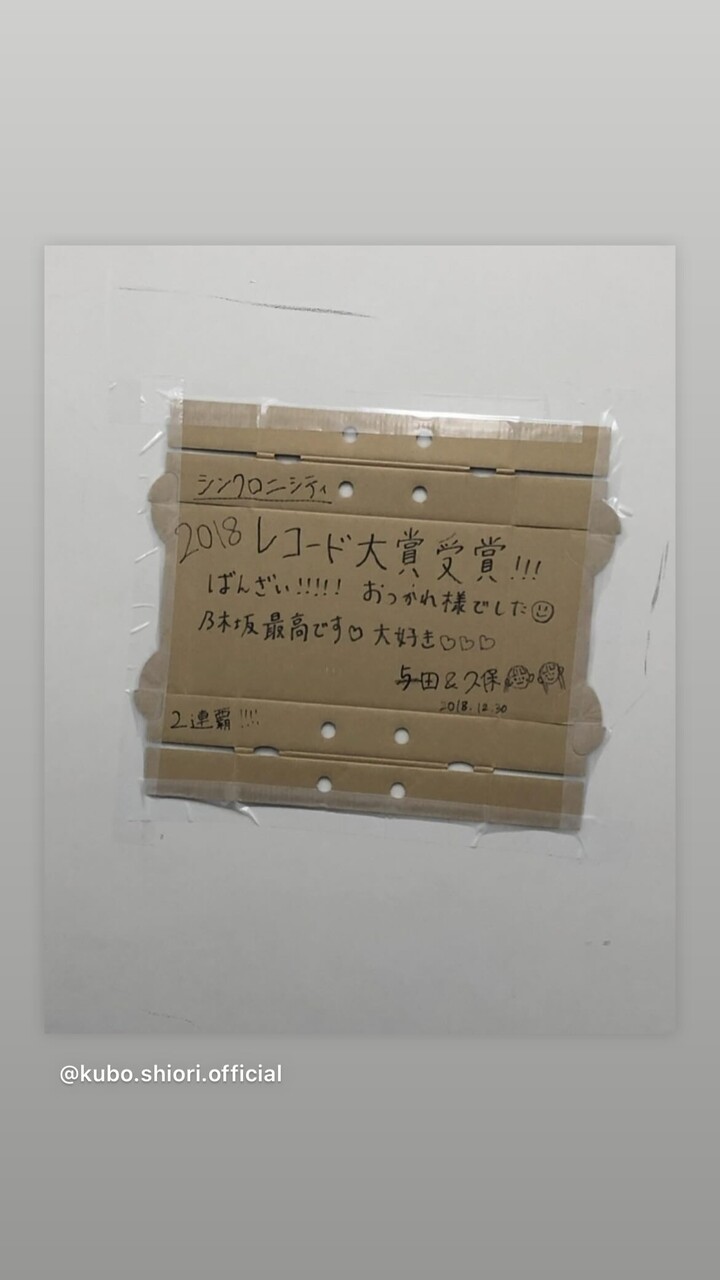 シンクロニシティ
2018 レコード大賞受賞!!!
ばんざい!!!!! おつかれ様でした
乃木坂最高です♡ 大好き♡♡♡
与田&久保
2018.12.30
2連覇!!!!
@kubo.shiori.official